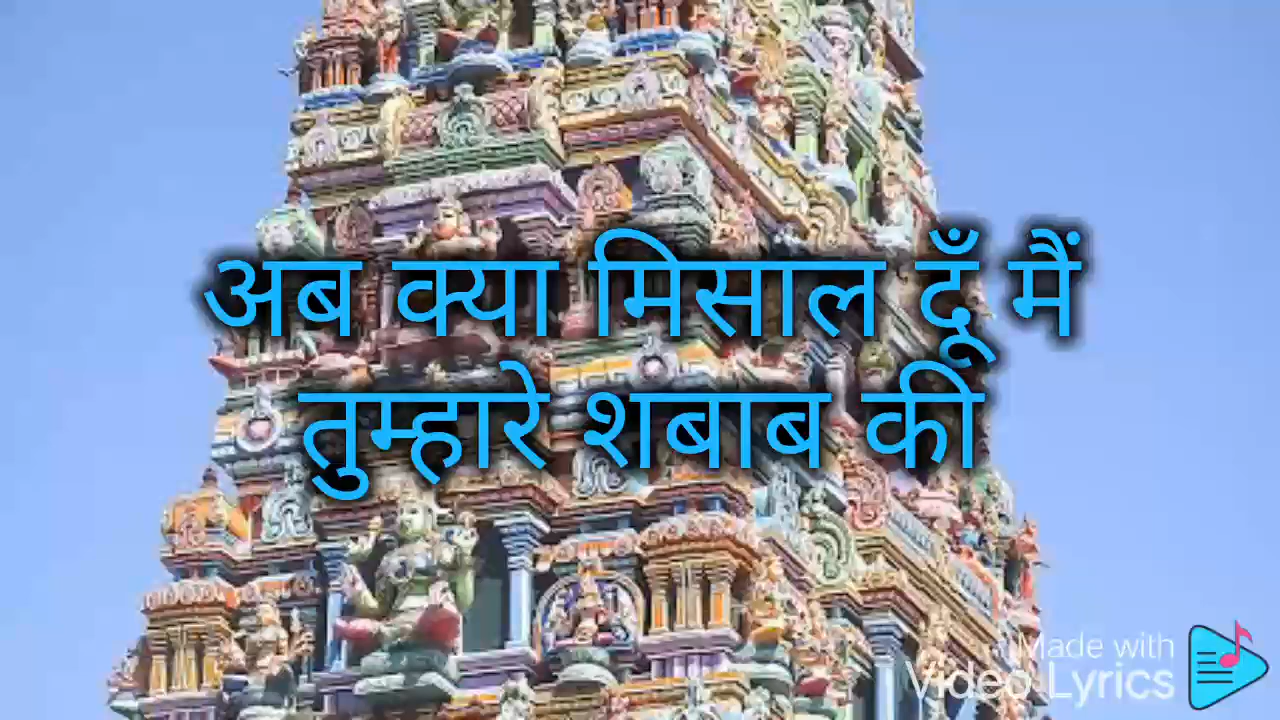 अब क्या मिसाल दूँ मैं
तुम्हारे शबाब की
Made with
Video Lyrics